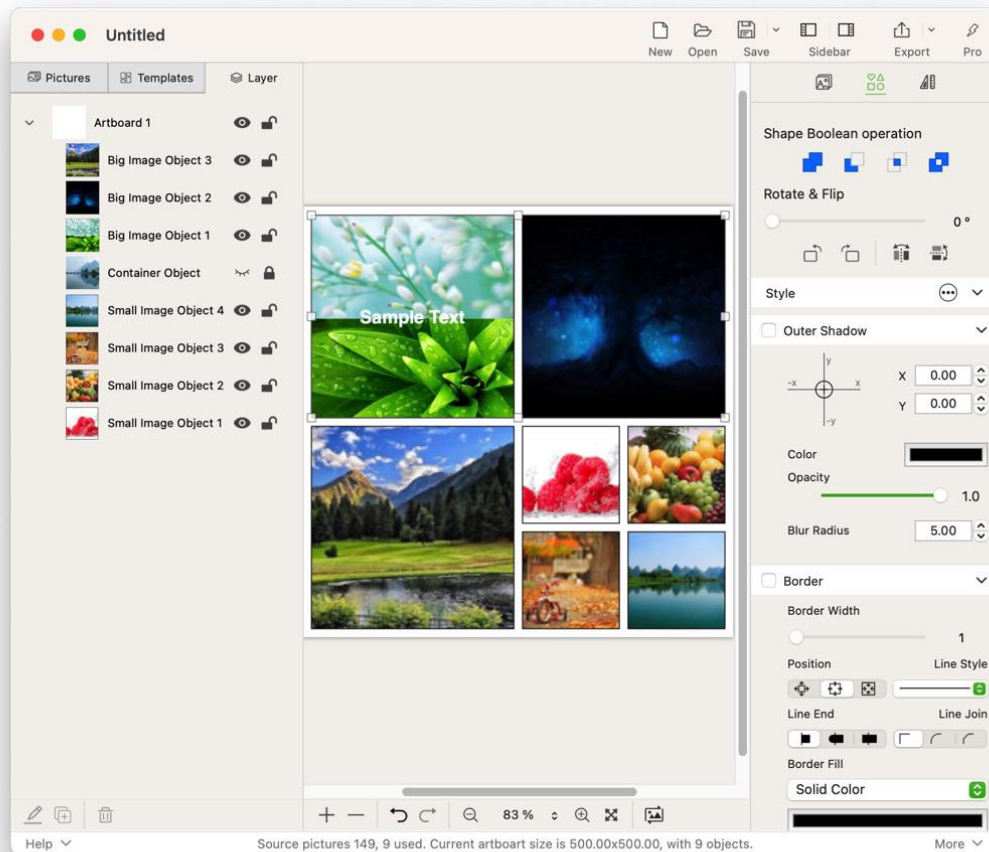 Untitled
New Open Save Sidebar Export Pro
Pictures Templates Layer
Artboard 1
Big Image Object 3
Big Image Object 2
Big Image Object 1
Container Object
Small Image Object 4
Small Image Object 3
Small Image Object 2
Small Image Object 1
Sample Text
Shape Boolean operation
Rotate & Flip
0 °
Style
Outer Shadow
y
-x x
-y
X 0.00
Y 0.00
Color
Opacity
1.0
Blur Radius 5.00
Border
Border Width
1
Position Line Style
Line End Line Join
Border Fill
Solid Color
83 %
Help Source pictures 149, 9 used. Current artboart size is 500.00x500.00, with 9 objects. More